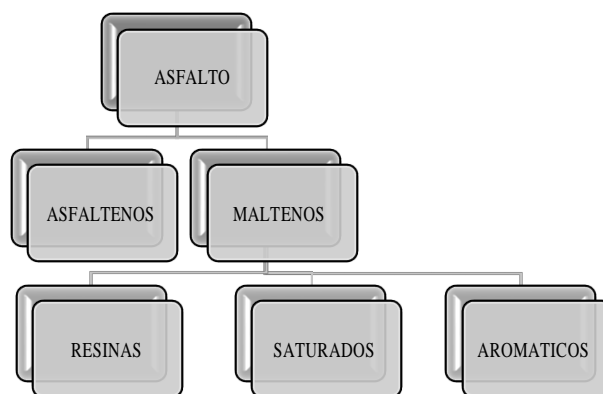 ASFALTO
ASFALTENOS
MALTENOS
RESINAS
SATURADOS
AROMATICOS